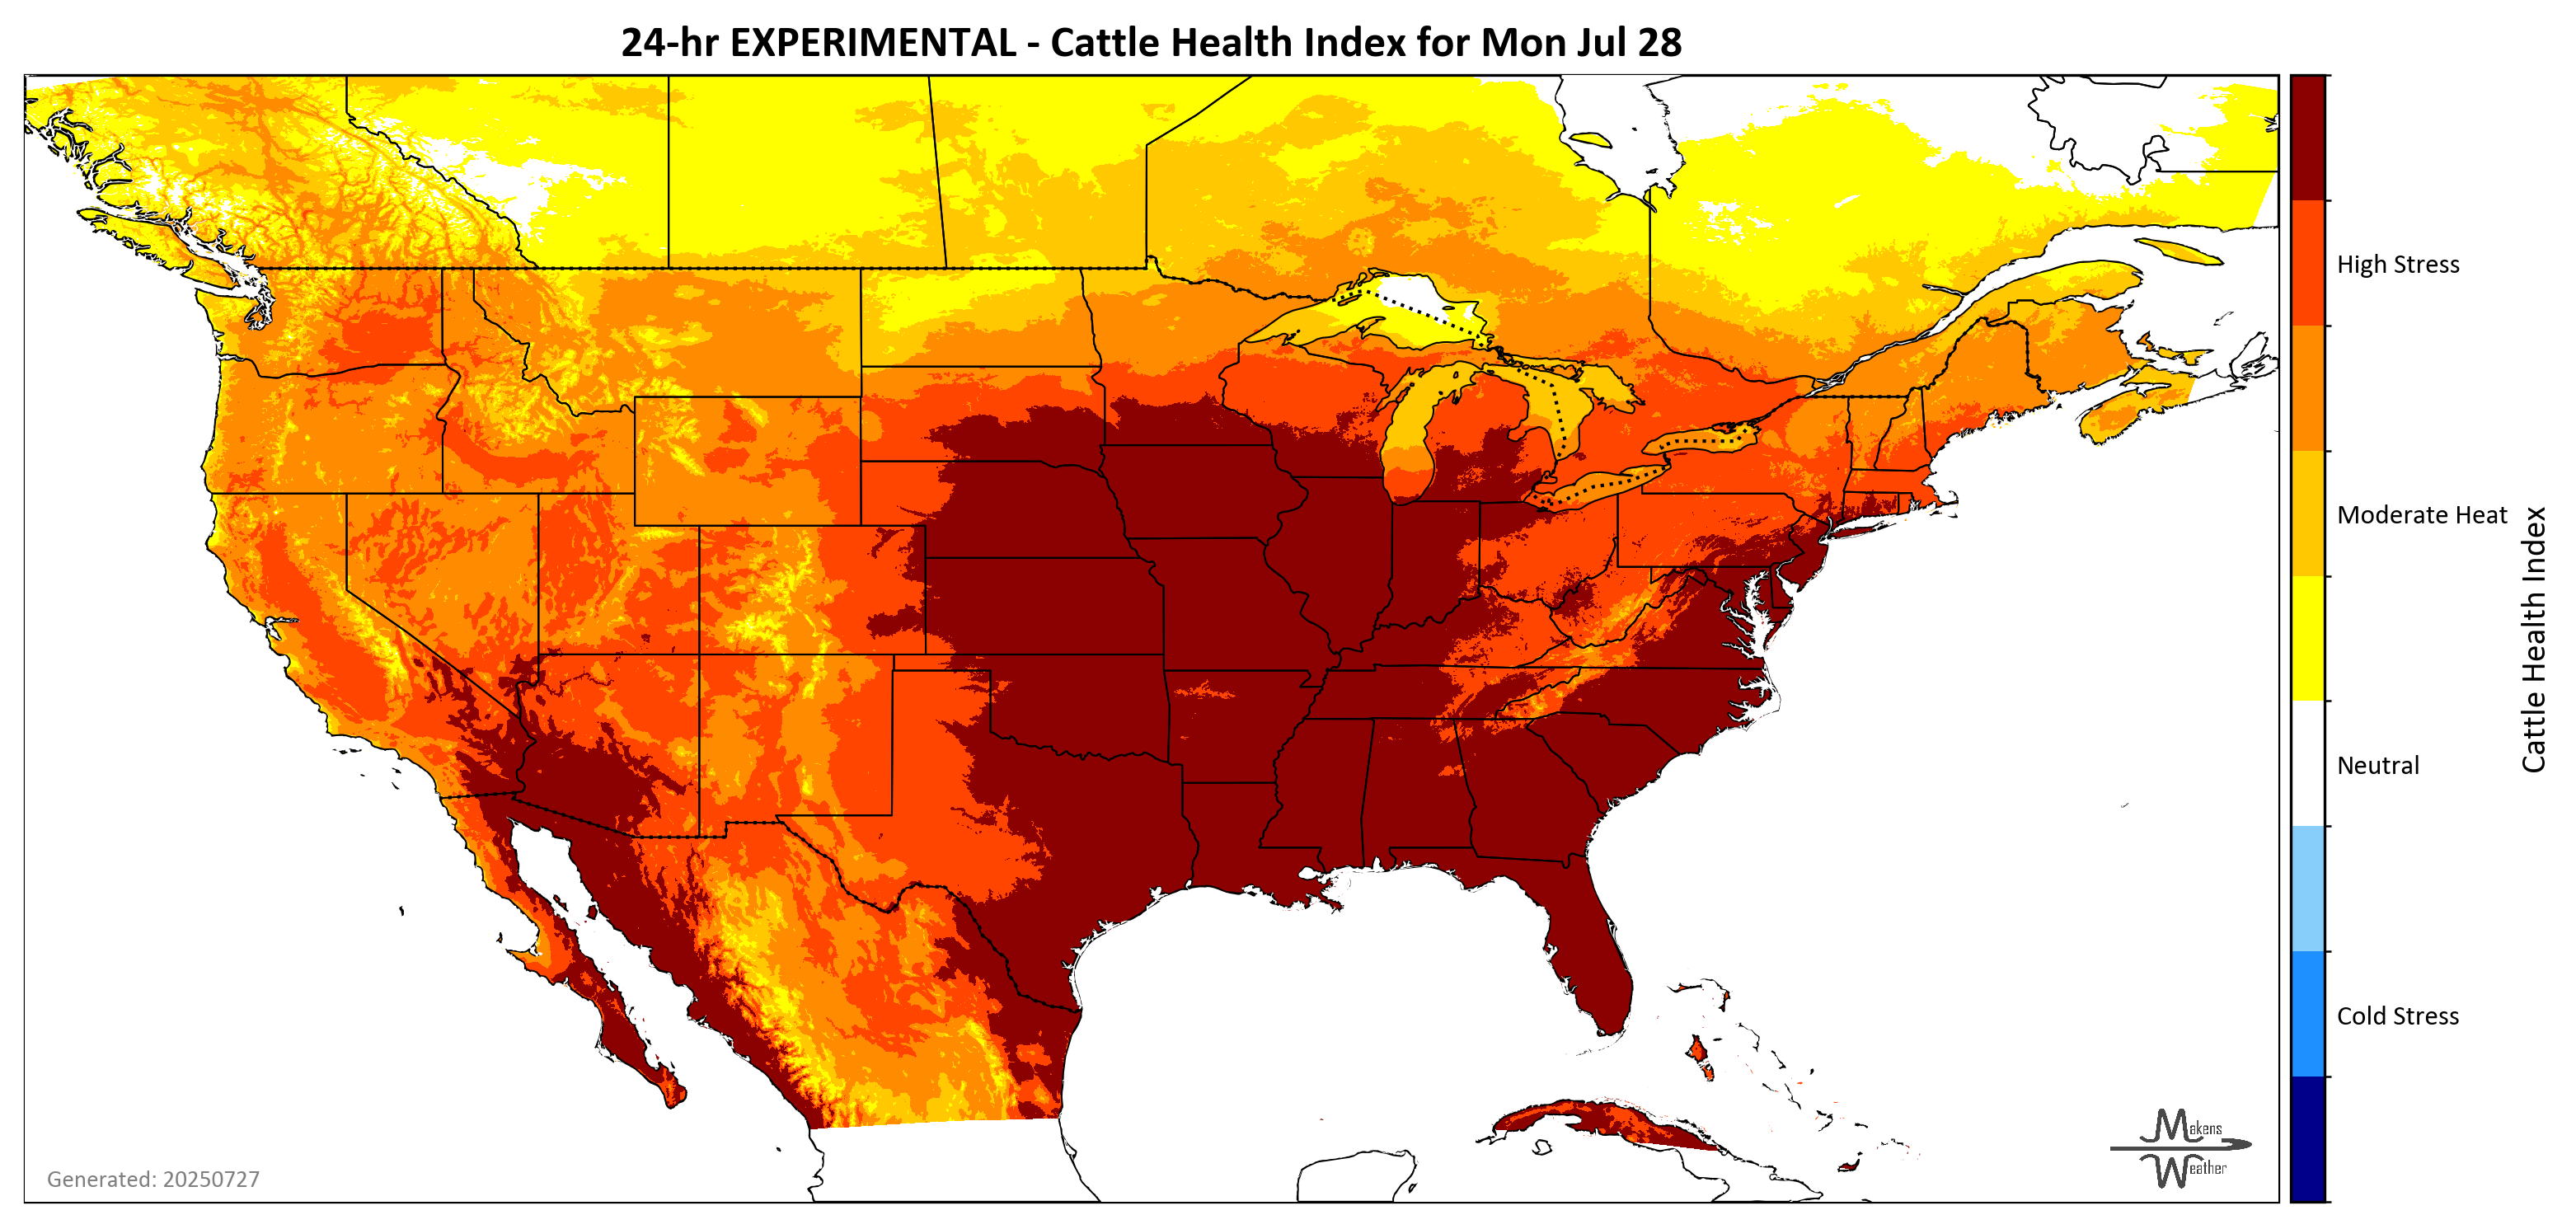 24-hr EXPERIMENTAL - Cattle Health Index for Mon Jul 28
High Stress
Moderate Heat
Neutral
Cold Stress
Cattle Health Index
Makens
Weather
Generated: 20250727